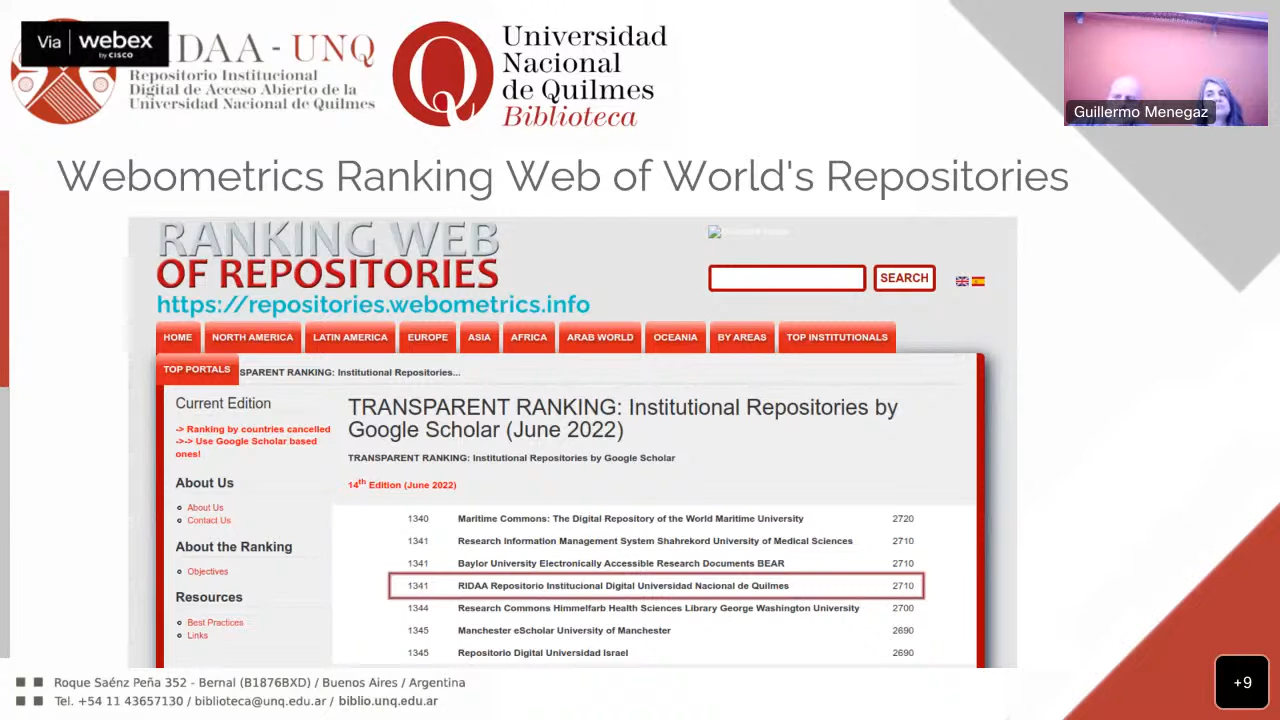 Via webex
by CISCO
IDAA - UNQ
Repositorio Institucional
Digital de Acceso Abierto de la
Universidad Nacional de Quilmes
Q
Universidad
Nacional
de Quilmes
Biblioteca
Guillermo Menegaz
Webometrics Ranking Web of World's Repositories
RANKING WEB
OF REPOSITORIES
https://repositories.webometrics.info
SEARCH
HOME NORTH AMERICA LATIN AMERICA EUROPE ASIA AFRICA ARAB WORLD OCEANIA BY AREAS TOP INSTITUTIONALS
TOP PORTALS SPARENT RANKING: Institutional Repositories...
Current Edition
-> Ranking by countries cancelled
->-> Use Google Scholar based
ones!
About Us
About Us
Contact Us
About the Ranking
Objectives
Resources
Best Practices
Links
TRANSPARENT RANKING: Institutional Repositories by
Google Scholar (June 2022)
TRANSPARENT RANKING: Institutional Repositories by Google Scholar
14th Edition (June 2022)
1340 Maritime Commons: The Digital Repository of the World Maritime University 2720
1341 Research Information Management System Shahrekord University of Medical Sciences 2710
1341 Baylor University Electronically Accessible Research Documents BEAR 2710
1341 RIDAA Repositorio Institucional Digital Universidad Nacional de Quilmes 2710
1344 Research Commons Himmelfarb Health Sciences Library George Washington University 2700
1345 Manchester eScholar University of Manchester 2690
1345 Repositorio Digital Universidad Israel 2690
Roque Saénz Peña 352 - Bernal (B1876BXD) / Buenos Aires / Argentina
Tel. +54 11 43657130 / biblioteca@unq.edu.ar / biblio.unq.edu.ar
+9